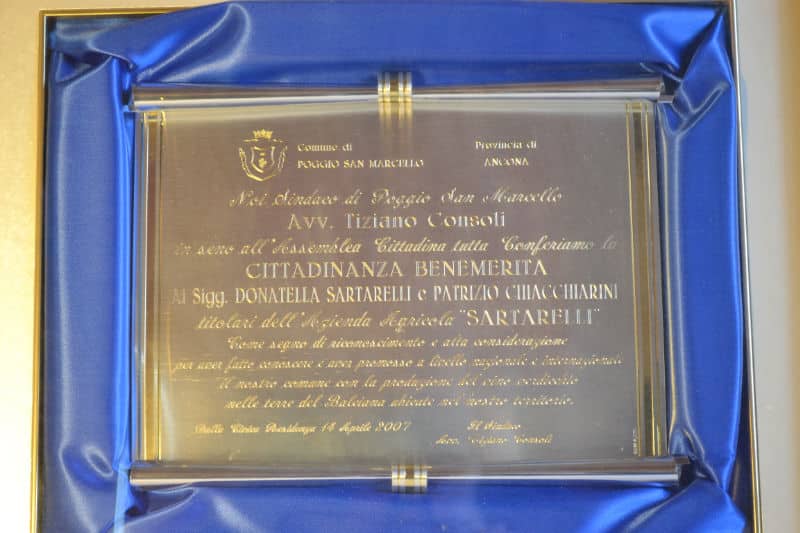 Comune di
POGGIO SAN MARCELLO
Provincia di
ANCONA
Noi Sindaco di Poggio San Marcello
Avv. Tiziano Consoli
in seno all'Assemblea Cittadina tutta Conferiamo la
CITTADINANZA BENEMERITA
Ai Sigg. DONATELLA SARTARELLI e PATRIZIO CHIACCHIARINI
titolari dell'Azienda Agricola "SARTARELLI"
Come segno di riconoscimento e alta considerazione
per aver fatto conoscere e aver promosso a livello nazionale e internazionale
Il nostro comune con la produzione del vino verdicchio
nelle terre del Balciana ubicate nel nostro territorio.
Dalla Civica Residenza 14 Aprile 2007
Il Sindaco
Avv. Tiziano Consoli